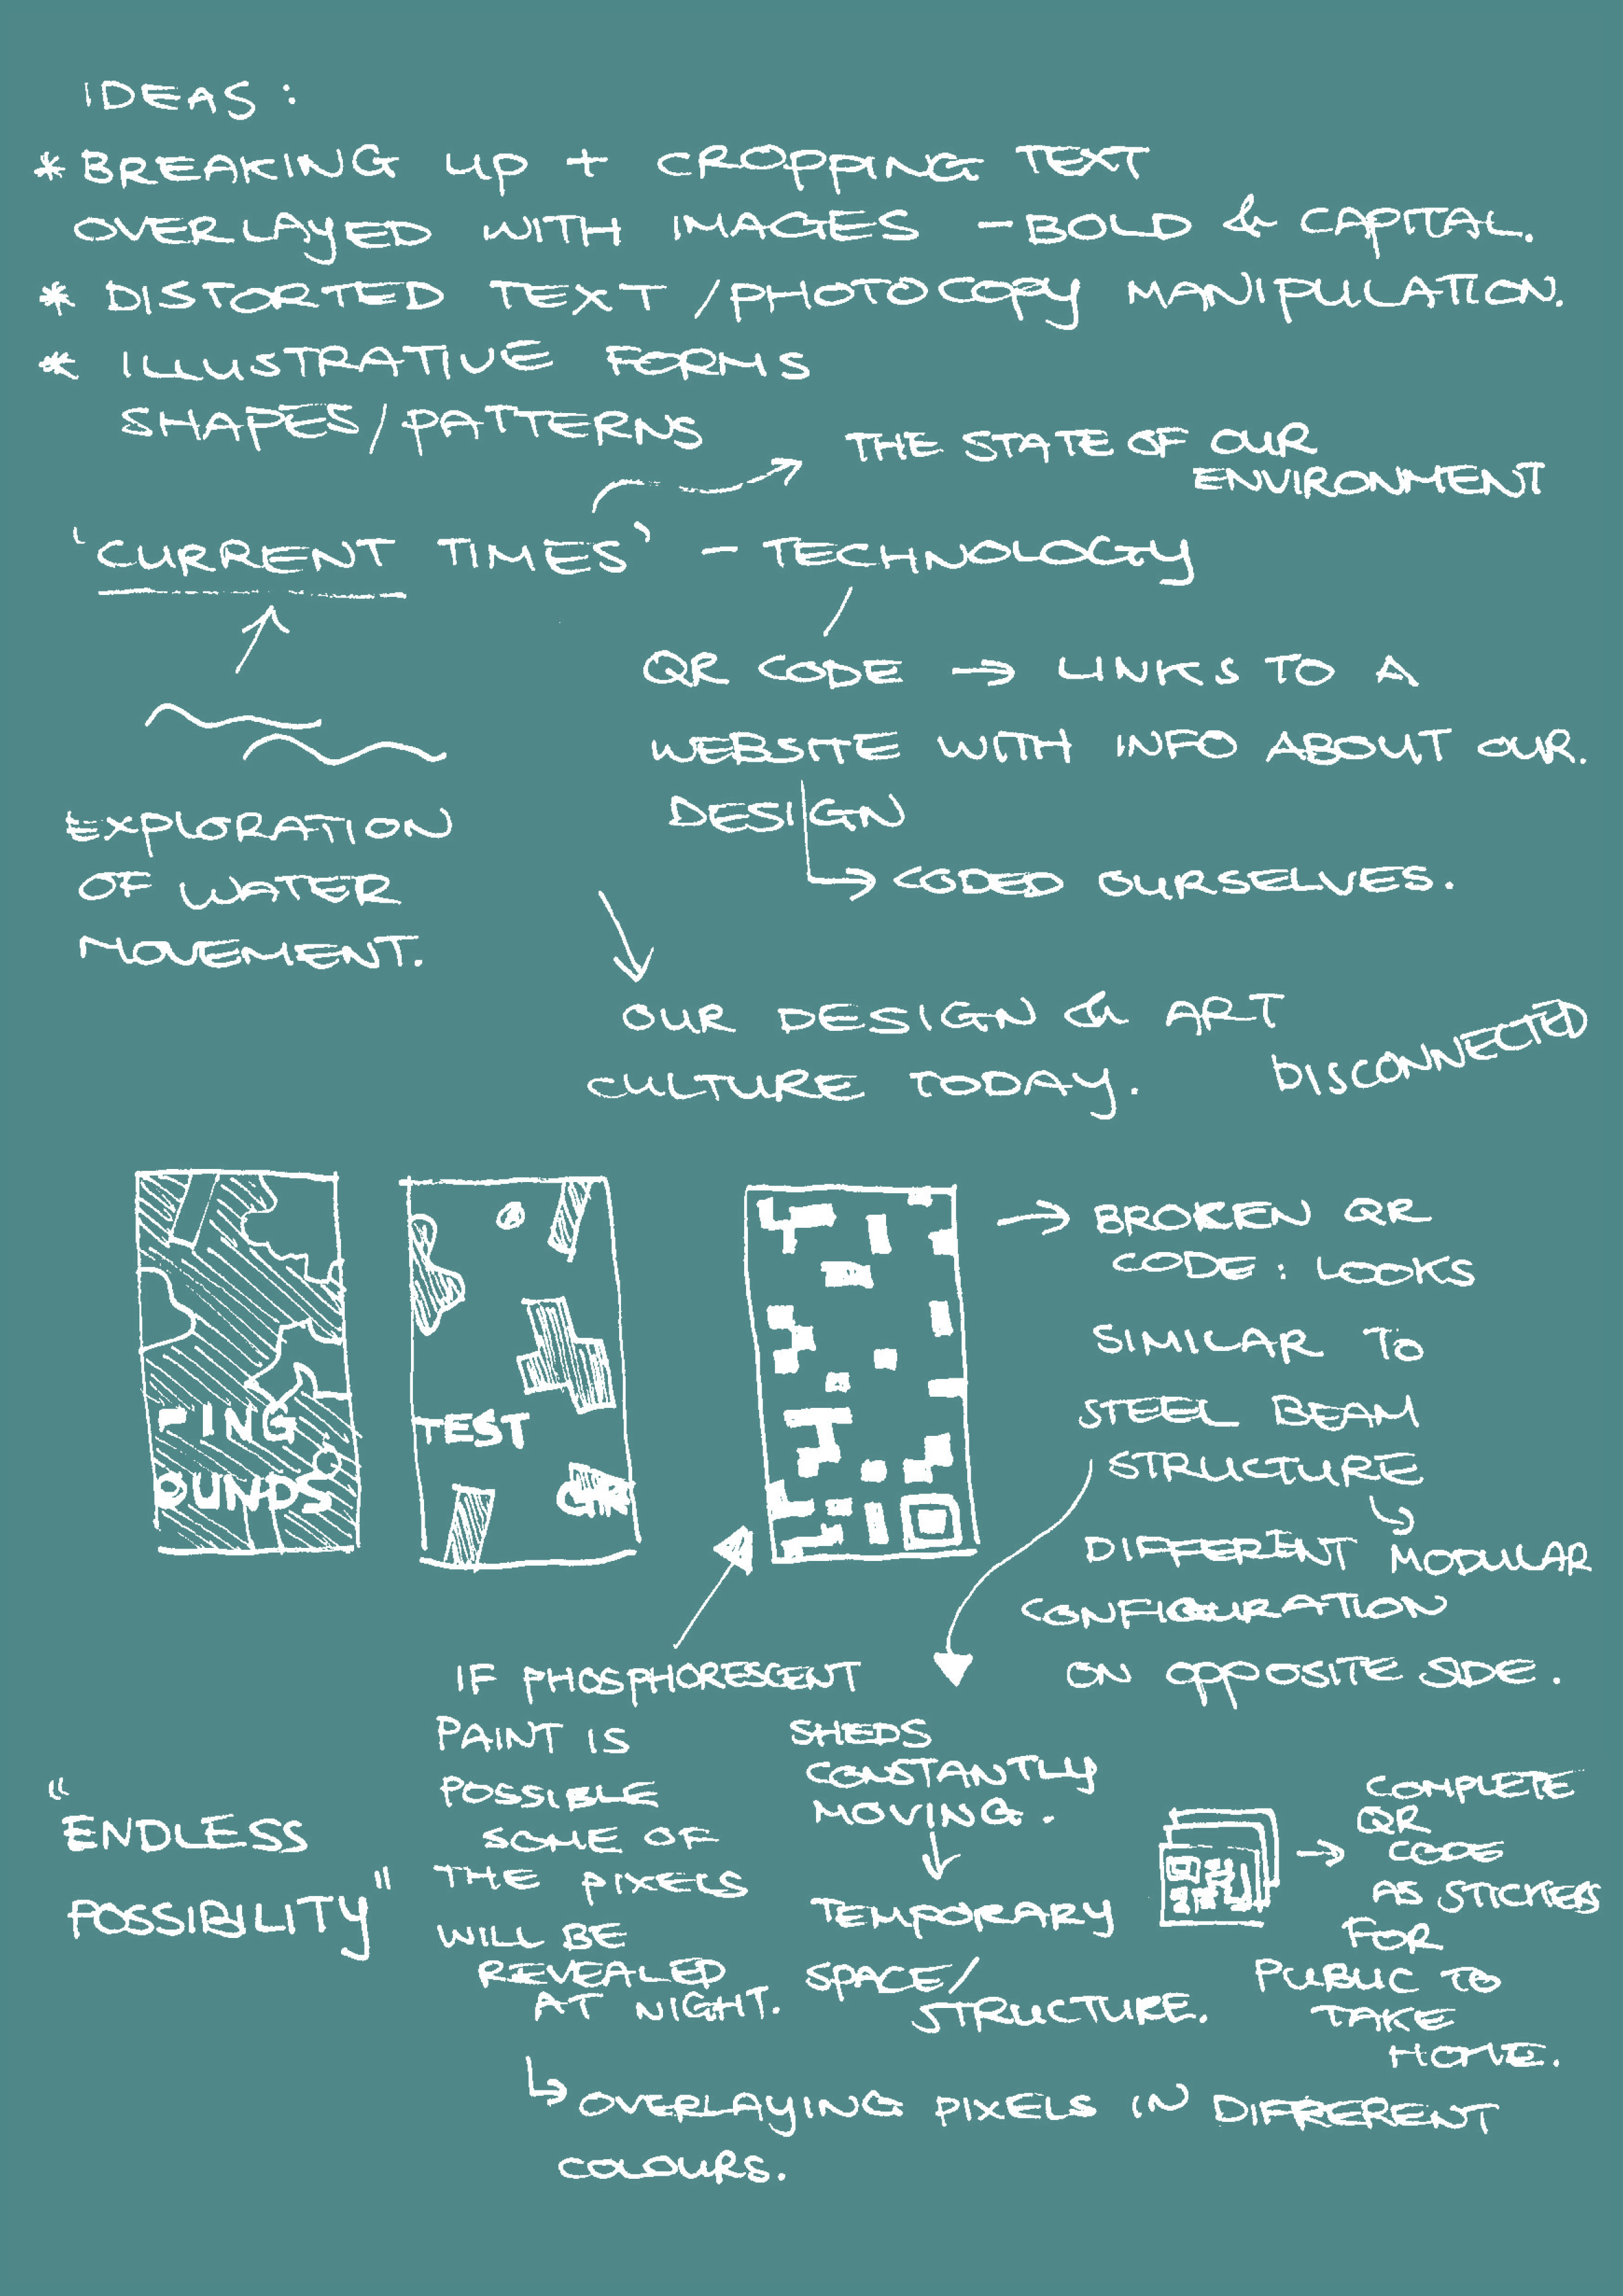 IDEAS :
* BREAKING UP + CROPPING TEXT
OVERLAYED WITH IMAGES - BOLD & CAPITAL.
* DISTORTED TEXT / PHOTOCOPY MANIPULATION.
* ILLUSTRATIVE FORMS
SHAPES / PATTERNS
THE STATE OF OUR
ENVIRONMENT
'CURRENT TIMES' - TECHNOLOGY
QR CODE → LINKS TO A
WEBSITE WITH INFO ABOUT OUR.
DESIGN
CODED OURSELVES.
EXPLORATION
OF WATER
MOVEMENT.
OUR DESIGN & ART
CULTURE TODAY.
DISCONNECTED
ING
OUNDS
TEST
GR
→ BROKEN QR
CODE : LOOKS
SIMILAR TO
STEEL BEAM
STRUCTURE
DIFFERENT MODULAR
CONFIGURATION
ON OPPOSITE SIDE.
IF PHOSPHORESCENT
PAINT IS
POSSIBLE
SOME OF
THE PIXELS
WILL BE
REVEALED
AT NIGHT.
SHEDS
CONSTANTLY
MOVING.
TEMPORARY
SPACE /
STRUCTURE.
→ COMPLETE
QR
CODE
AS STICKERS
FOR
PUBLIC TO
TAKE
HOME.
"ENDLESS
POSSIBILITY"
OVERLAYING PIXELS IN DIFFERENT
COLOURS.